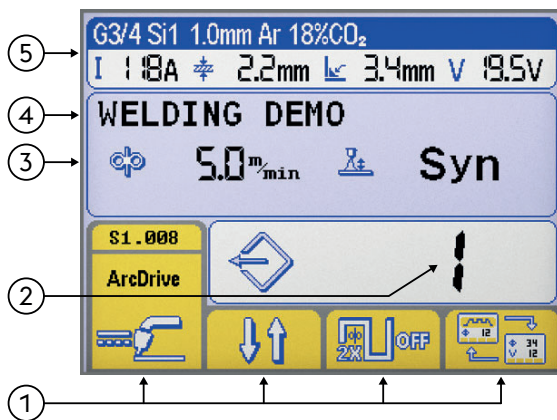 G3/4 Si1 1.0mm Ar 18%CO₂
5
I 118A 2.2mm 3.4mm V 19.5V
4
WELDING DEMO
3
5.0 m/min Syn
S1.008
ArcDrive
2
1
2X OFF
12
34
V 12
1